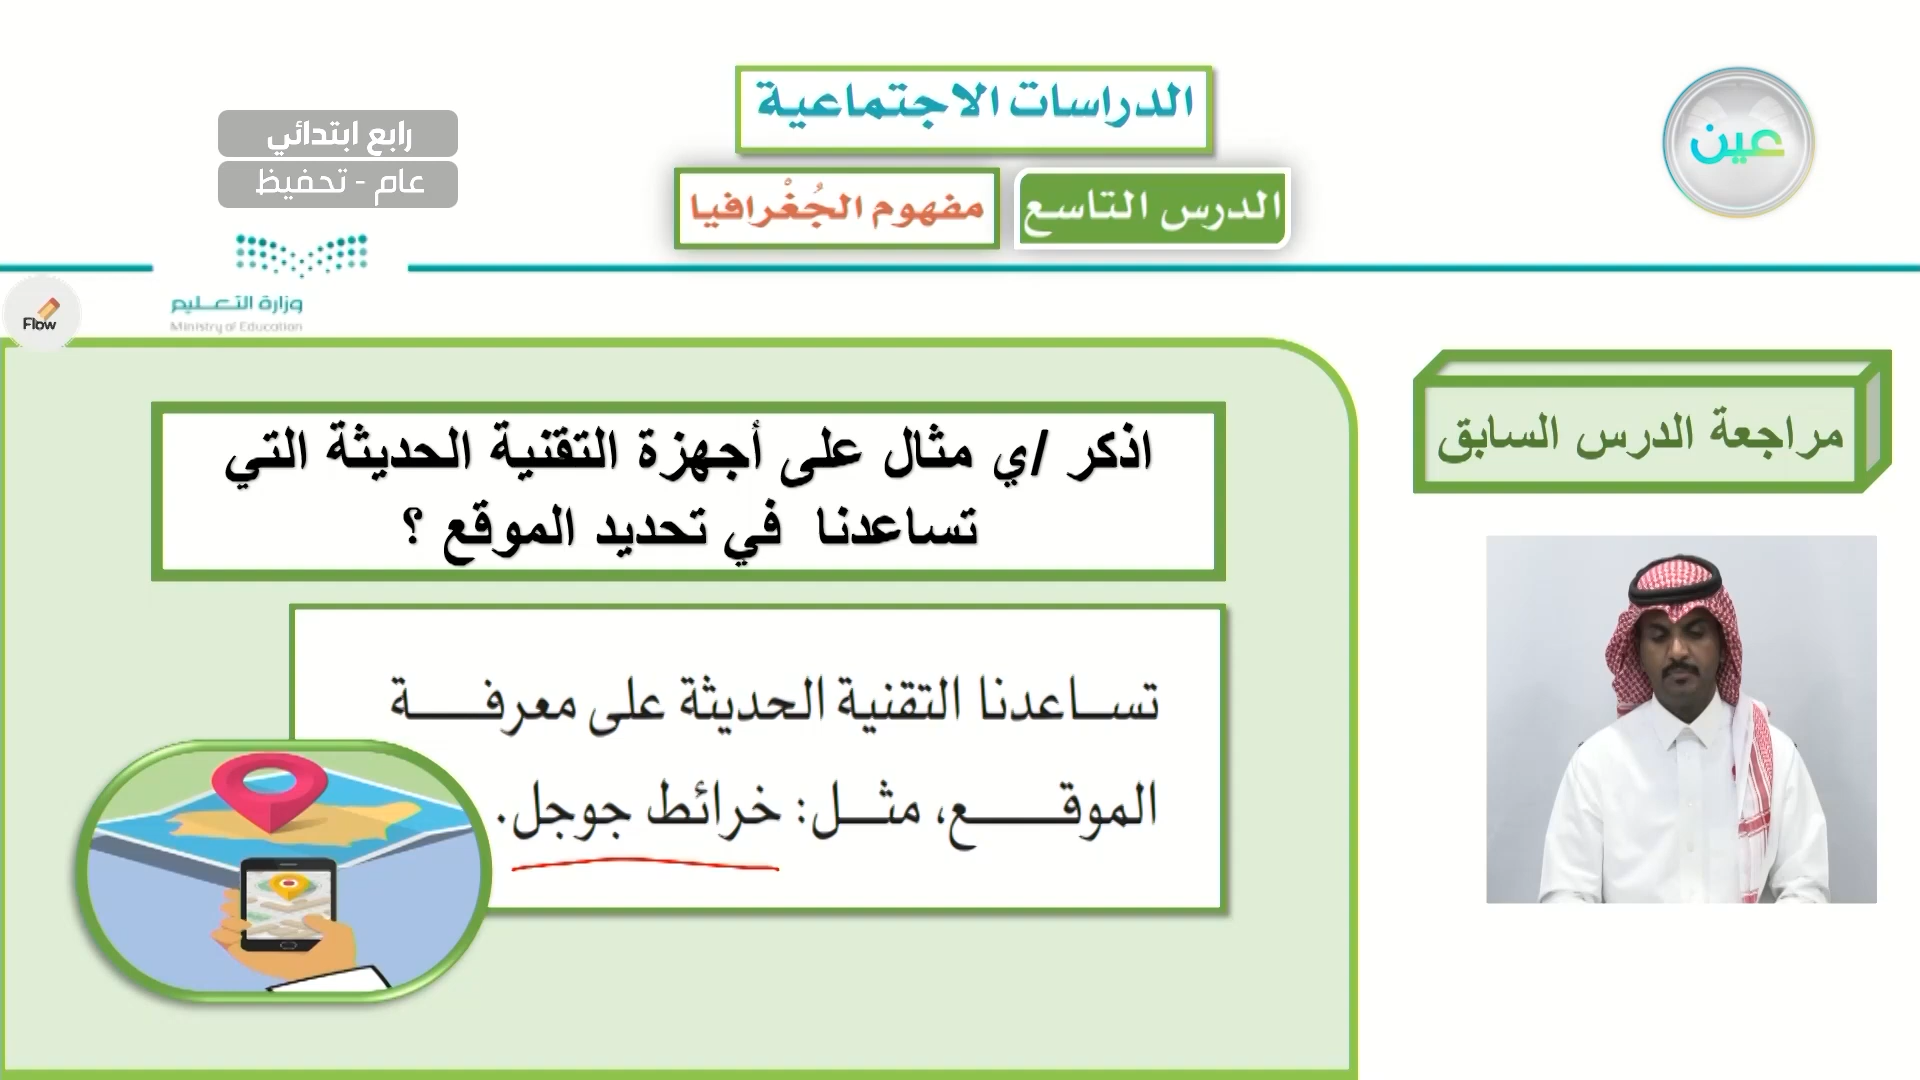 الدراسات الاجتماعية
الدرس التاسع
مفهوم الجُغْرافيا
رابع ابتدائي
عام - تحفيظ
عين
وزارة التعليم
Ministry of Education
Flow
مراجعة الدرس السابق
اذكر /ي مثال على أجهزة التقنية الحديثة التي
تساعدنا في تحديد الموقع ؟
تساعدنا التقنية الحديثة على معرفة
الموقع، مثل: خرائط جوجل.